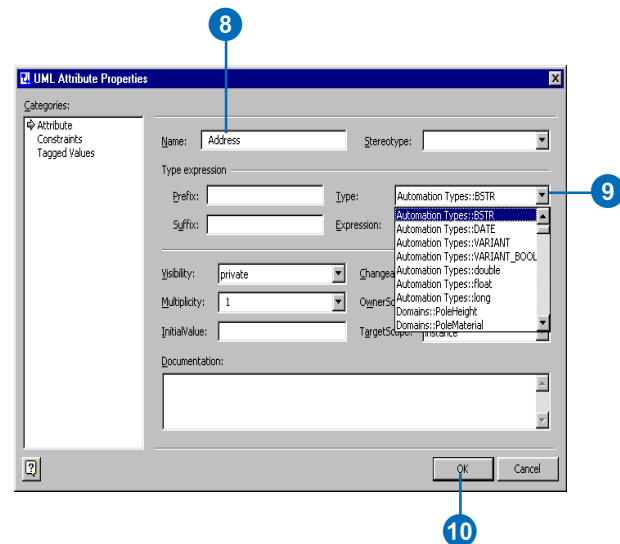 8
UML Attribute Properties
Categories:
Attribute
Constraints
Tagged Values
Name: Address Stereotype:
Type expression
Prefix: Type: Automation Types::BSTR
9
Suffix: Expression:
Automation Types::BSTR
Automation Types::DATE
Automation Types::VARIANT
Automation Types::VARIANT_BOOL
Automation Types::double
Automation Types::float
Automation Types::long
Domains::PoleHeight
Domains::PoleMaterial
Visibility: private Changea
Multiplicity: 1 OwnerSc
InitialValue: TargetScope: instance
Documentation:
OK Cancel
10